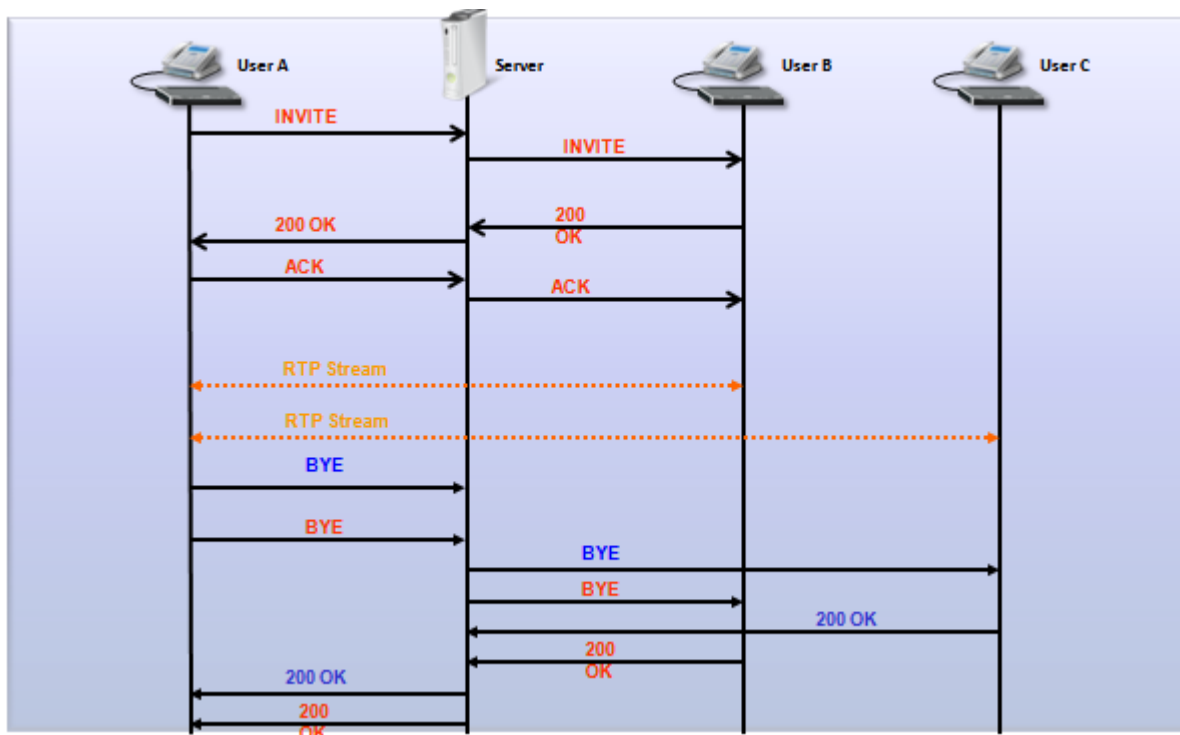 User A
Server
User B
User C
INVITE
INVITE
200
OK
200 OK
ACK
ACK
RTP Stream
RTP Stream
BYE
BYE
BYE
BYE
200 OK
200
OK
200 OK
200
OK